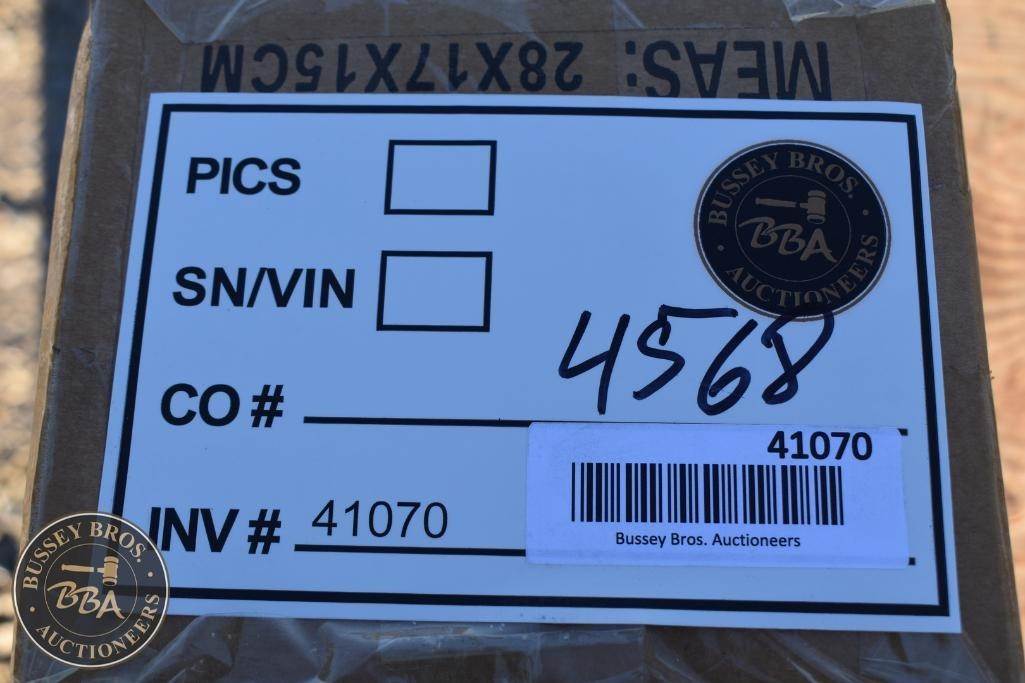 MEAS: 28X17X15CM
PICS
BUSSEY BROS.
BBA
AUCTIONEERS
SN/VIN
4568
CO #
41070
INV # 41070
Bussey Bros. Auctioneers
BUSSEY BROS.
BBA
AUCTIONEERS